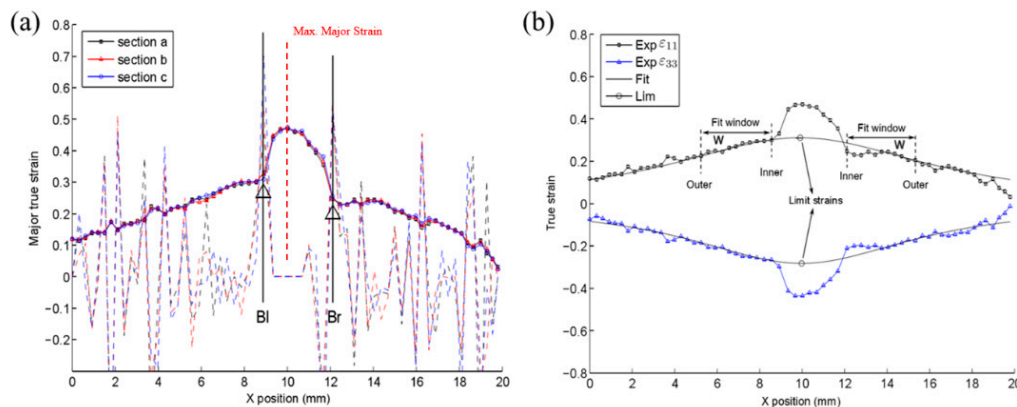 (a)
Max. Major Strain
section a
section b
section c
Major true strain
0.8
0.7
0.6
0.5
0.4
0.3
0.2
0.1
0
−0.1
−0.2
Bl
Br
0 2 4 6 8 10 12 14 16 18 20
X position (mm)
(b)
Exp ε11
Exp ε33
Fit
Lim
True strain
0.8
0.6
0.4
0.2
0
−0.2
−0.4
−0.6
−0.8
Fit window
W
Fit window
W
Outer
Inner
Inner
Outer
Limit strains
0 2 4 6 8 10 12 14 16 18 20
X position (mm)